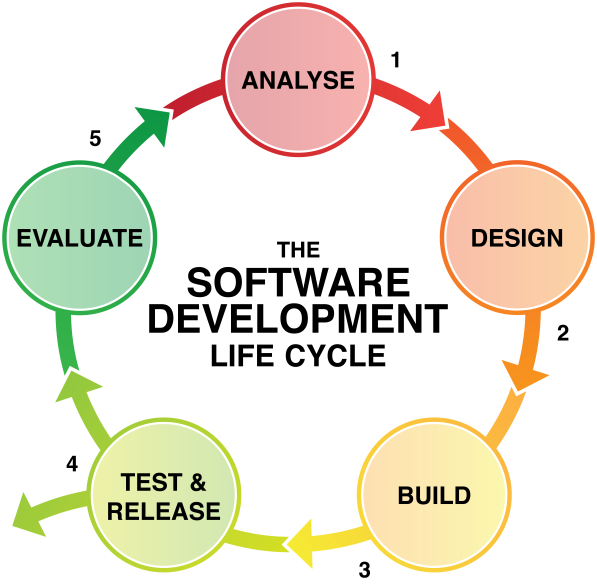 ANALYSE
1
DESIGN
2
BUILD
3
TEST &
RELEASE
4
EVALUATE
5
THE
SOFTWARE
DEVELOPMENT
LIFE CYCLE